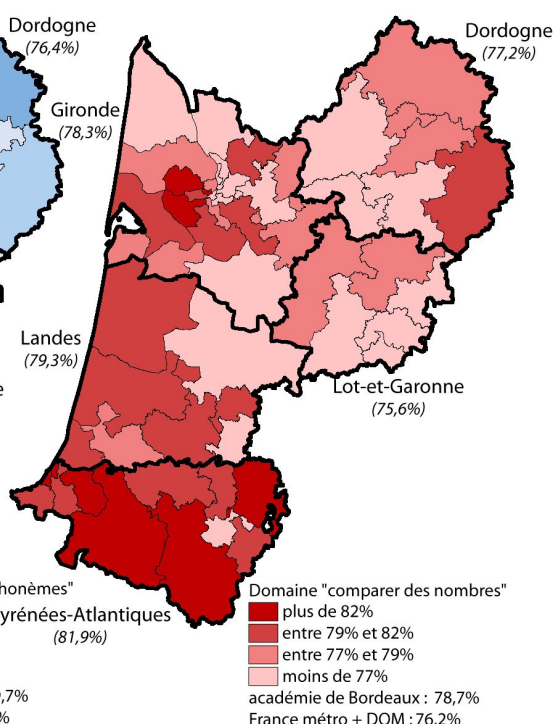 Dordogne
(76,4%)
Dordogne
(77,2%)
Gironde
(78,3%)
Landes
(79,3%)
Lot-et-Garonne
(75,6%)
honèmes"
yrénées-Atlantiques
(81,9%)
Domaine "comparer des nombres"
plus de 82%
entre 79% et 82%
entre 77% et 79%
moins de 77%
académie de Bordeaux : 78,7%
France métro + DOM : 76,2%
,7%
%